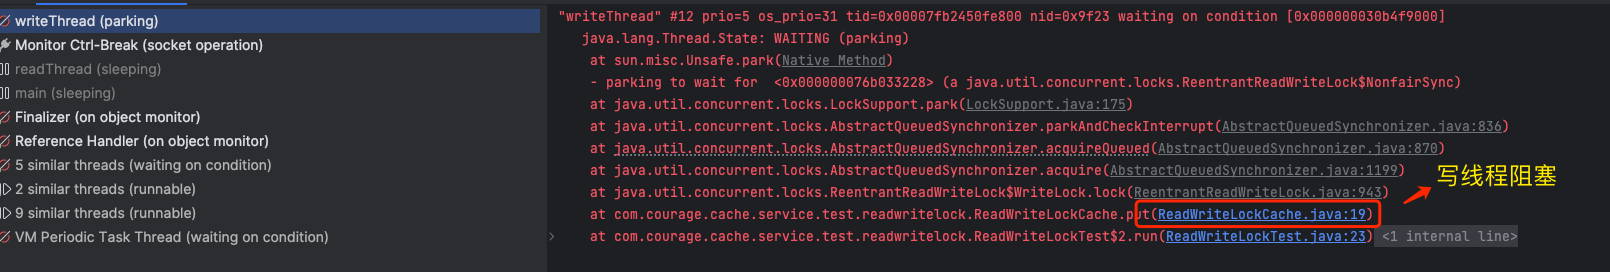 writeThread (parking)
Monitor Ctrl-Break (socket operation)
readThread (sleeping)
main (sleeping)
Finalizer (on object monitor)
Reference Handler (on object monitor)
5 similar threads (waiting on condition)
2 similar threads (runnable)
9 similar threads (runnable)
VM Periodic Task Thread (waiting on condition)
"writeThread" #12 prio=5 os_prio=31 tid=0x00007fb2450fe800 nid=0x9f23 waiting on condition [0x000000030b4f9000]
java.lang.Thread.State: WAITING (parking)
at sun.misc.Unsafe.park(Native Method)
- parking to wait for  <0x000000076b033228> (a java.util.concurrent.locks.ReentrantReadWriteLock$NonfairSync)
at java.util.concurrent.locks.LockSupport.park(LockSupport.java:175)
at java.util.concurrent.locks.AbstractQueuedSynchronizer.parkAndCheckInterrupt(AbstractQueuedSynchronizer.java:836)
at java.util.concurrent.locks.AbstractQueuedSynchronizer.acquireQueued(AbstractQueuedSynchronizer.java:870)
at java.util.concurrent.locks.AbstractQueuedSynchronizer.acquire(AbstractQueuedSynchronizer.java:1199)
at java.util.concurrent.locks.ReentrantReadWriteLock$WriteLock.lock(ReentrantReadWriteLock.java:943)
at com.courage.cache.service.test.readwritelock.ReadWriteLockCache.put(ReadWriteLockCache.java:19)
at com.courage.cache.service.test.readwritelock.ReadWriteLockTest$2.run(ReadWriteLockTest.java:23) <1 internal line>
写线程阻塞